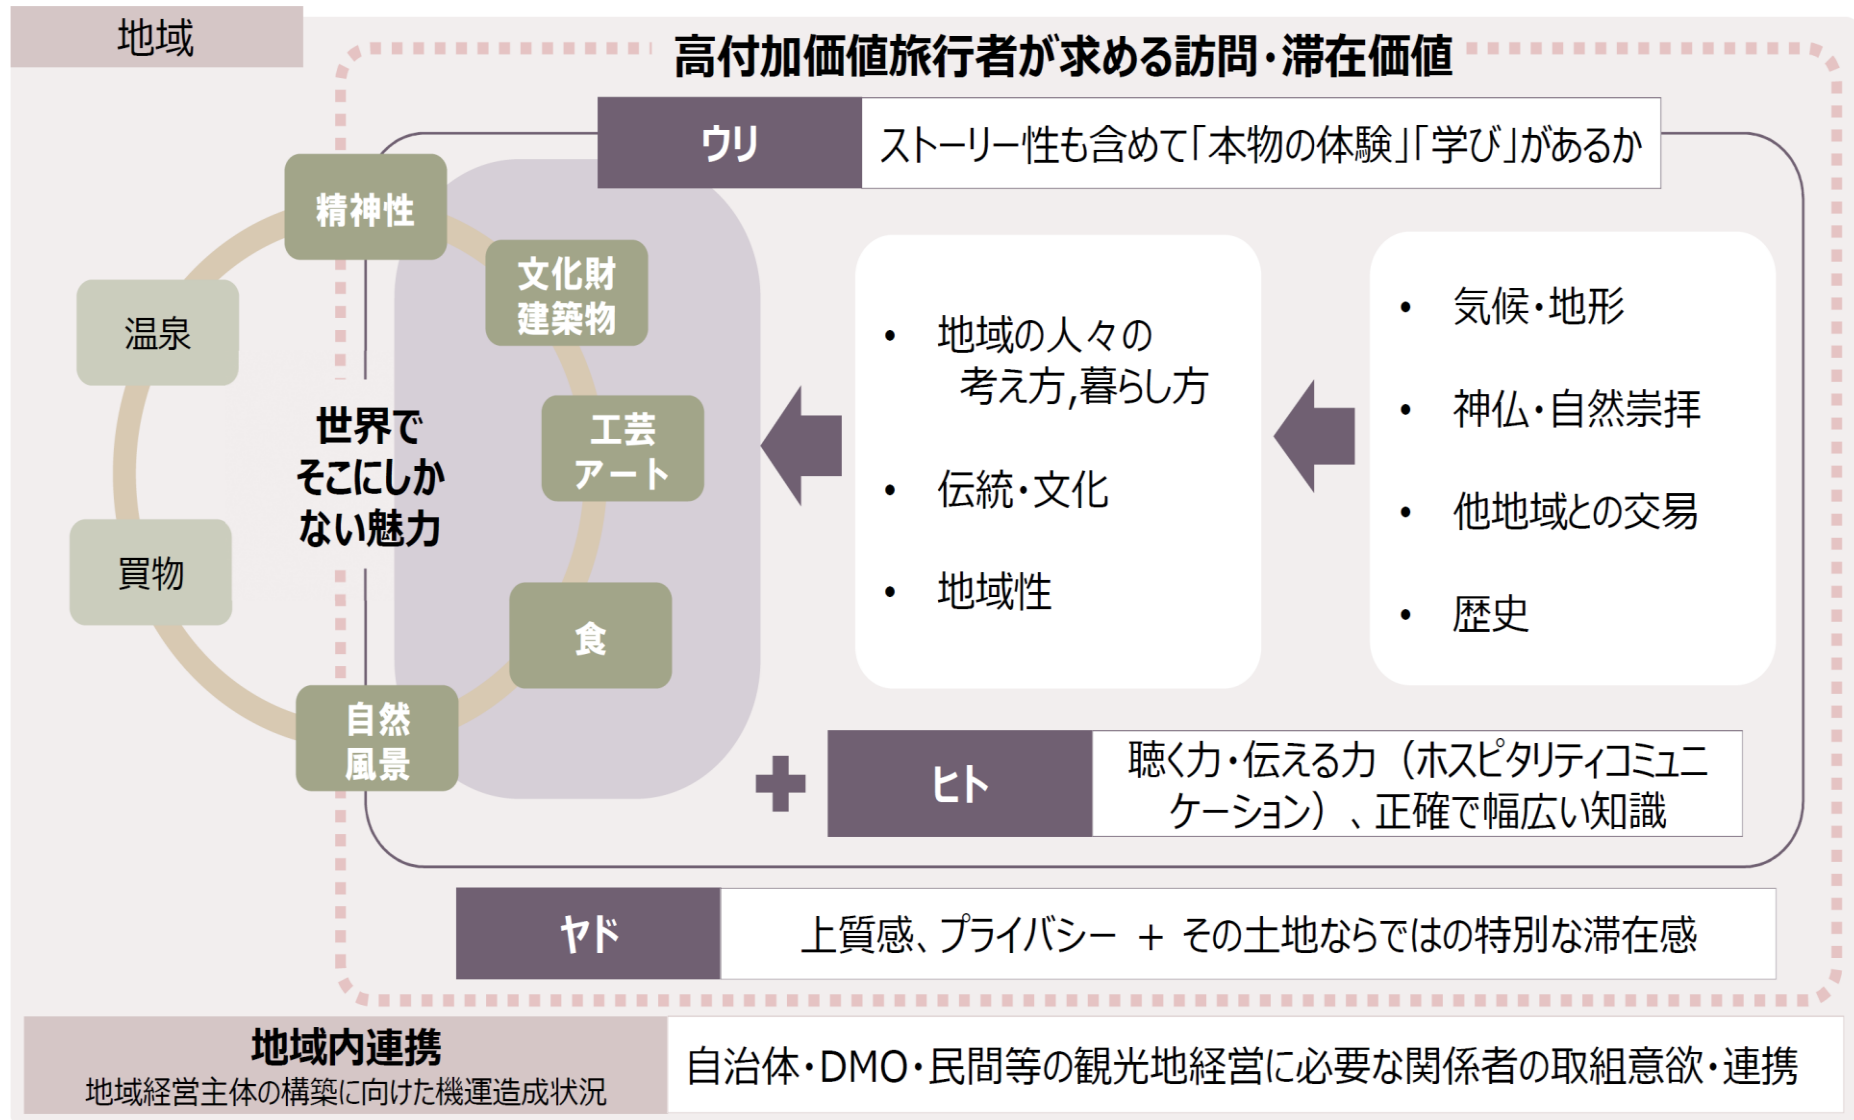 地域
高付加価値旅行者が求める訪問・滞在価値
ウリ
ストーリー性も含めて「本物の体験」「学び」があるか
精神性
文化財
建築物
温泉
工芸
アート
世界で
そこにしか
ない魅力
買物
食
自然
風景
• 地域の人々の
考え方,暮らし方
• 伝統・文化
• 地域性
• 気候・地形
• 神仏・自然崇拝
• 他地域との交易
• 歴史
+
ヒト
聴く力・伝える力（ホスピタリティコミュニ
ケーション）、正確で幅広い知識
ヤド
上質感、プライバシー + その土地ならではの特別な滞在感
地域内連携
地域経営主体の構築に向けた機運造成状況
自治体・DMO・民間等の観光地経営に必要な関係者の取組意欲・連携